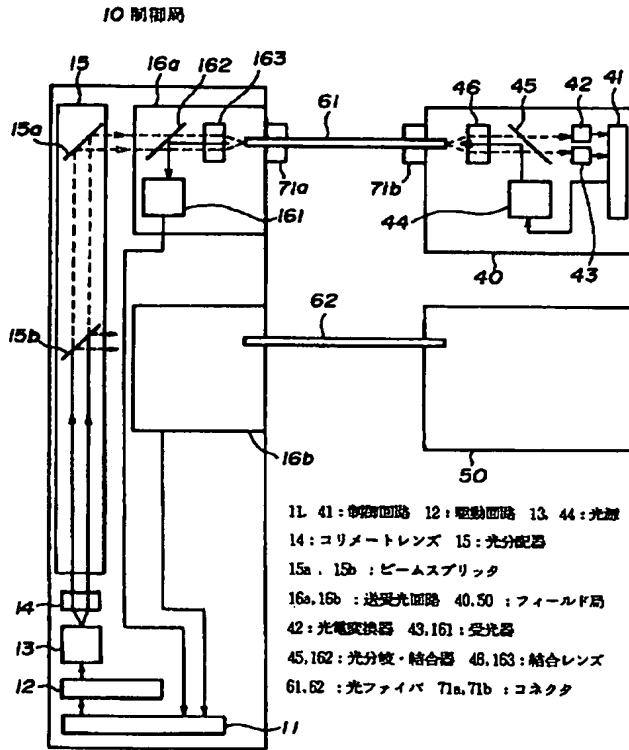 10 制御局
15
16a
162
163
61
46
45
42
41
15a
71a
71b
161
44
40
43
15b
62
16b
50
14
13
12
11
11, 41:制御回路 12:駆動回路 13, 44:光源
14:コリメートレンズ 15:光分配器
15a, 15b:ビームスプリッタ
16a,16b:送受光回路 40,50:フィールド局
42:光電変換器 43,161:受光器
45,162:光分岐・結合器 46,163:結合レンズ
61,62:光ファイバ 71a,71b:コネクタ